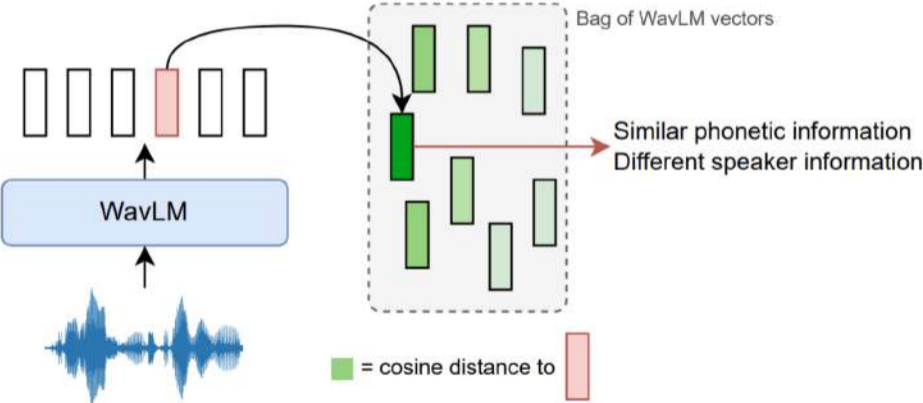 Bag of WavLM vectors
Similar phonetic information
Different speaker information
WavLM
= cosine distance to